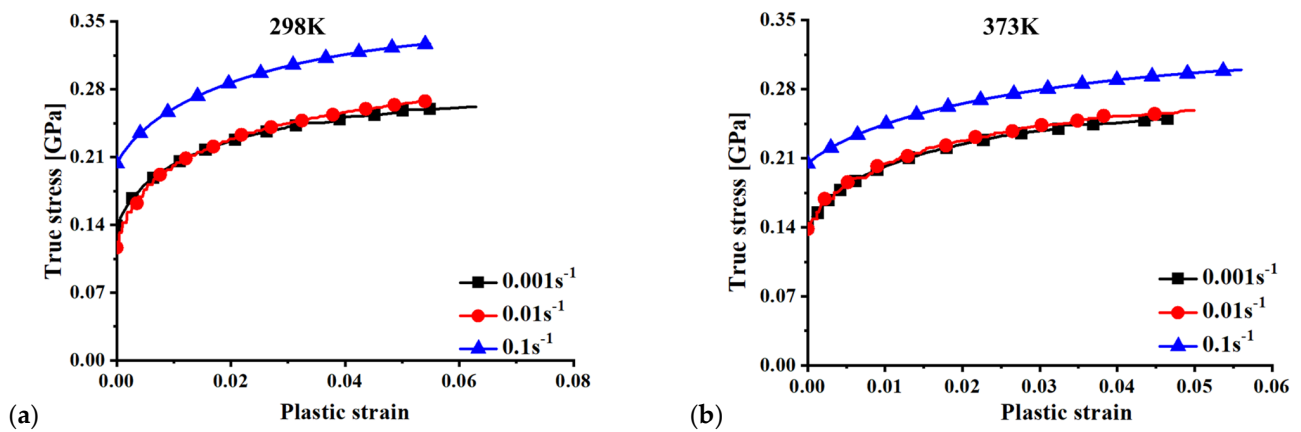 298K
True stress [GPa]
0.35
0.28
0.21
0.14
0.07
0.00
0.001s⁻¹
0.01s⁻¹
0.1s⁻¹
0.00 0.02 0.04 0.06 0.08
Plastic strain
(a)
373K
True stress [GPa]
0.35
0.28
0.21
0.14
0.07
0.00
0.001s⁻¹
0.01s⁻¹
0.1s⁻¹
0.00 0.01 0.02 0.03 0.04 0.05 0.06
Plastic strain
(b)